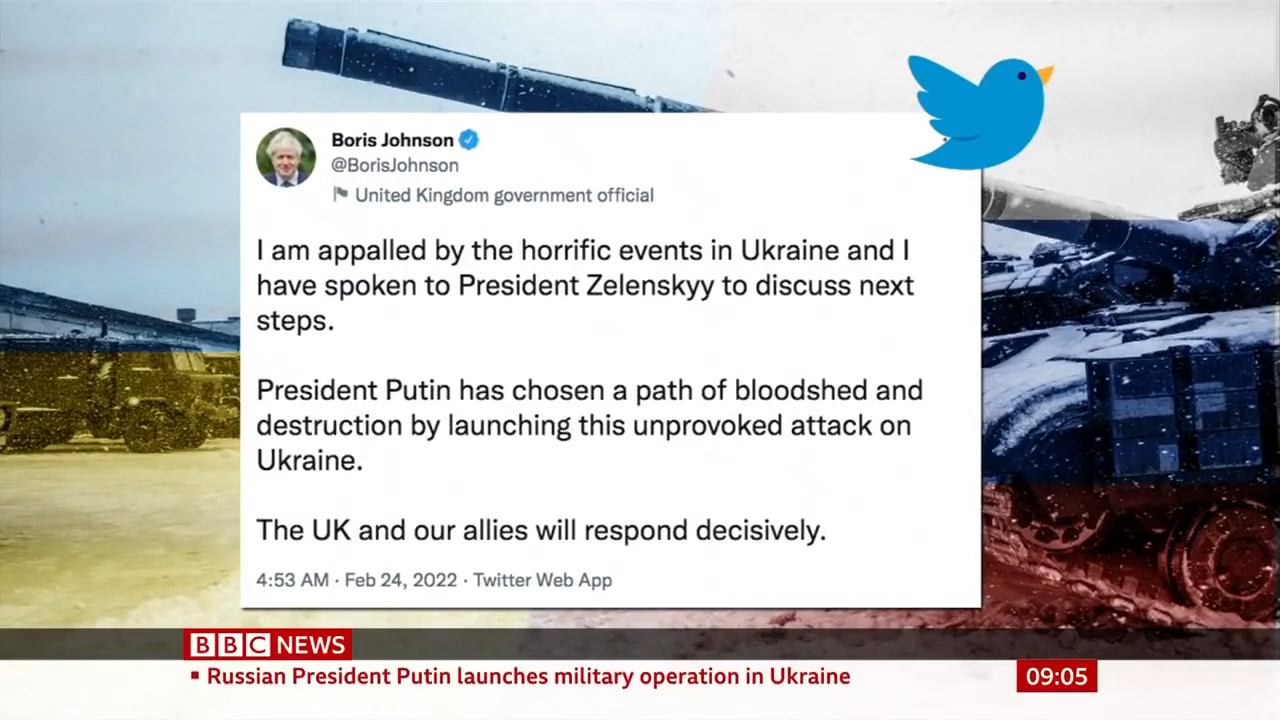 Boris Johnson
@BorisJohnson
United Kingdom government official
I am appalled by the horrific events in Ukraine and I
have spoken to President Zelenskyy to discuss next
steps.
President Putin has chosen a path of bloodshed and
destruction by launching this unprovoked attack on
Ukraine.
The UK and our allies will respond decisively.
4:53 AM · Feb 24, 2022 · Twitter Web App
BBC NEWS
Russian President Putin launches military operation in Ukraine
09:05